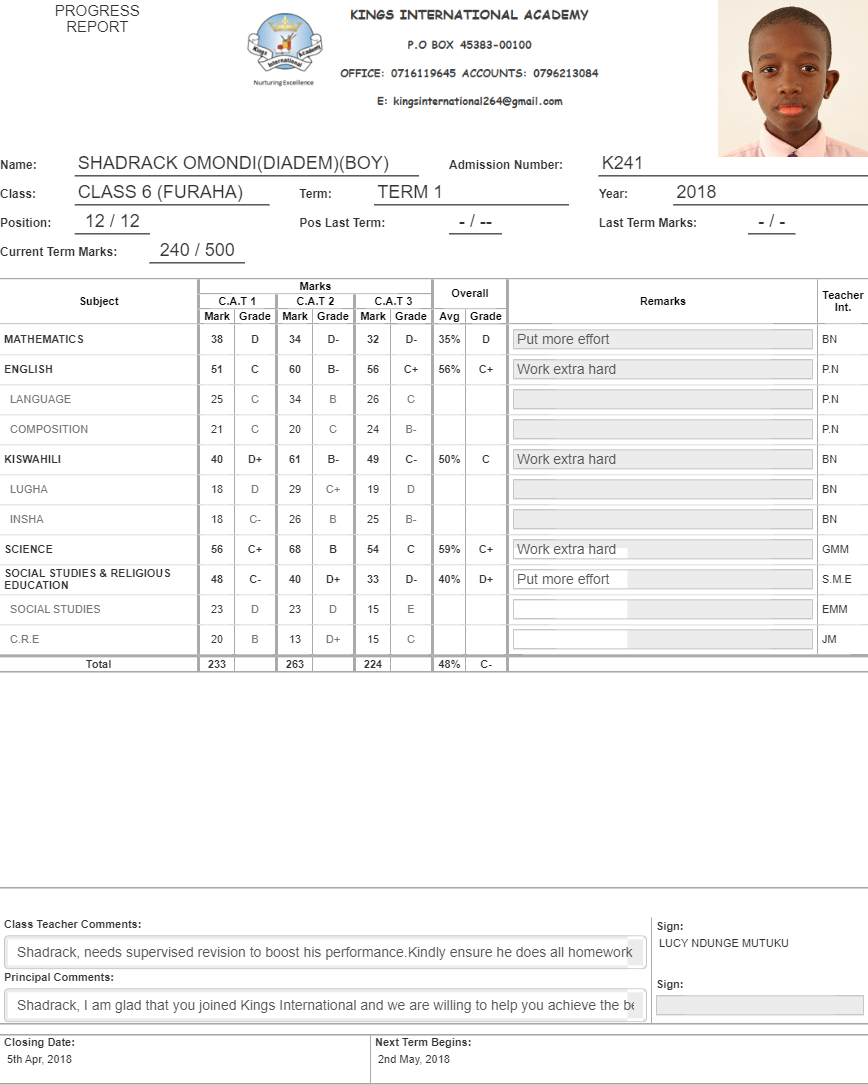 PROGRESS
REPORT
KINGS INTERNATIONAL ACADEMY
P.O BOX 45383-00100
OFFICE: 0716119645 ACCOUNTS: 0796213084
E: kingsinternational264@gmail.com
Kings Academy
International
Nurturing Excellence
Name: SHADRACK OMONDI(DIADEM)(BOY) Admission Number: K241
Class: CLASS 6 (FURAHA) Term: TERM 1 Year: 2018
Position: 12 / 12 Pos Last Term: - / -- Last Term Marks: - / -
Current Term Marks: 240 / 500
Subject Marks Overall Remarks Teacher Int.
C.A.T 1 C.A.T 2 C.A.T 3
Mark Grade Mark Grade Mark Grade Avg Grade
MATHEMATICS 38 D 34 D- 32 D- 35% D Put more effort BN
ENGLISH 51 C 60 B- 56 C+ 56% C+ Work extra hard P.N
LANGUAGE 25 C 34 B 26 C P.N
COMPOSITION 21 C 20 C 24 B- P.N
KISWAHILI 40 D+ 61 B- 49 C- 50% C Work extra hard BN
LUGHA 18 D 29 C+ 19 D BN
INSHA 18 C- 26 B 25 B- BN
SCIENCE 56 C+ 68 B 54 C 59% C+ Work extra hard GMM
SOCIAL STUDIES & RELIGIOUS
EDUCATION 48 C- 40 D+ 33 D- 40% D+ Put more effort S.M.E
SOCIAL STUDIES 23 D 23 D 15 E EMM
C.R.E 20 B 13 D+ 15 C JM
Total 233 263 224 48% C-
Class Teacher Comments:
Shadrack, needs supervised revision to boost his performance.Kindly ensure he does all homework
Sign:
LUCY NDUNGE MUTUKU
Principal Comments:
Shadrack, I am glad that you joined Kings International and we are willing to help you achieve the
Sign:
Closing Date: Next Term Begins:
5th Apr, 2018 2nd May, 2018